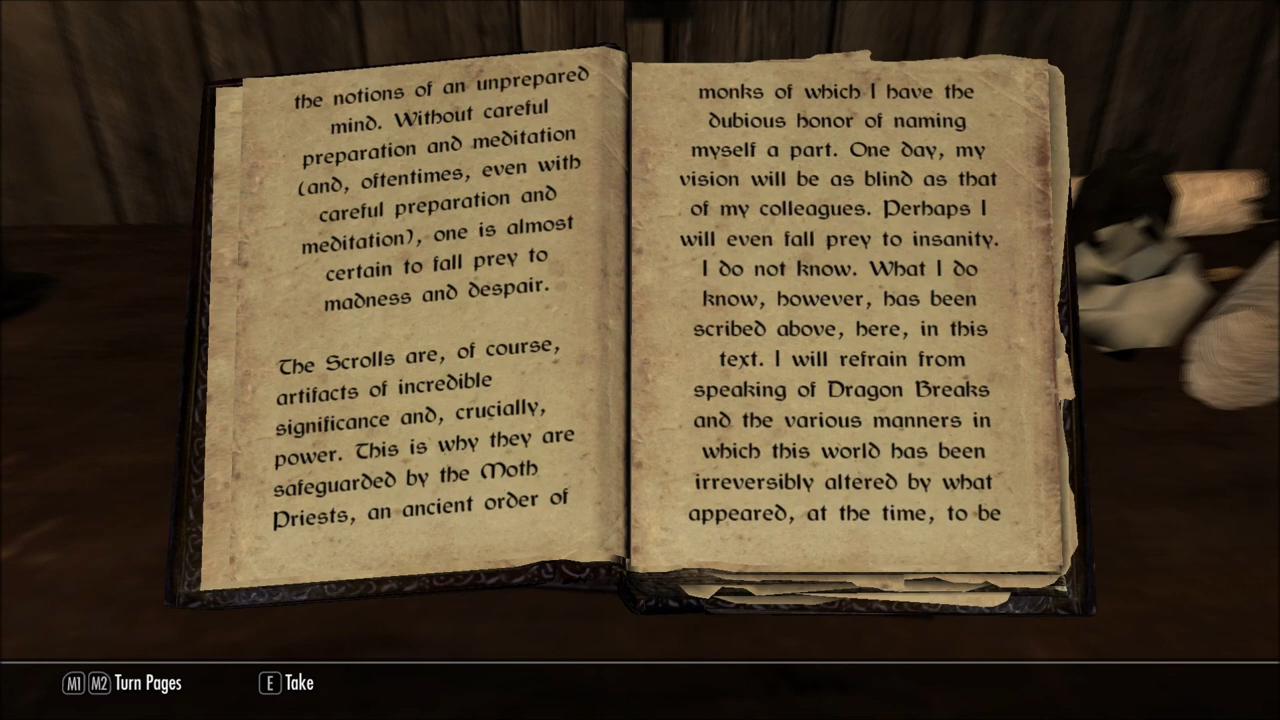 the notions of an unprepared
mind. Without careful
preparation and meditation
(and, oftentimes, even with
careful preparation and
meditation), one is almost
certain to fall prey to
madness and despair.
The Scrolls are, of course,
artifacts of incredible
significance and, crucially,
power. This is why they are
safeguarded by the Moth
Priests, an ancient order of
monks of which I have the
dubious honor of naming
myself a part. One day, my
vision will be as blind as that
of my colleagues. Perhaps I
will even fall prey to insanity.
I do not know. What I do
know, however, has been
scribed above, here, in this
text. I will refrain from
speaking of Dragon Breaks
and the various manners in
which this world has been
irreversibly altered by what
appeared, at the time, to be
M1 M2 Turn Pages
E Take